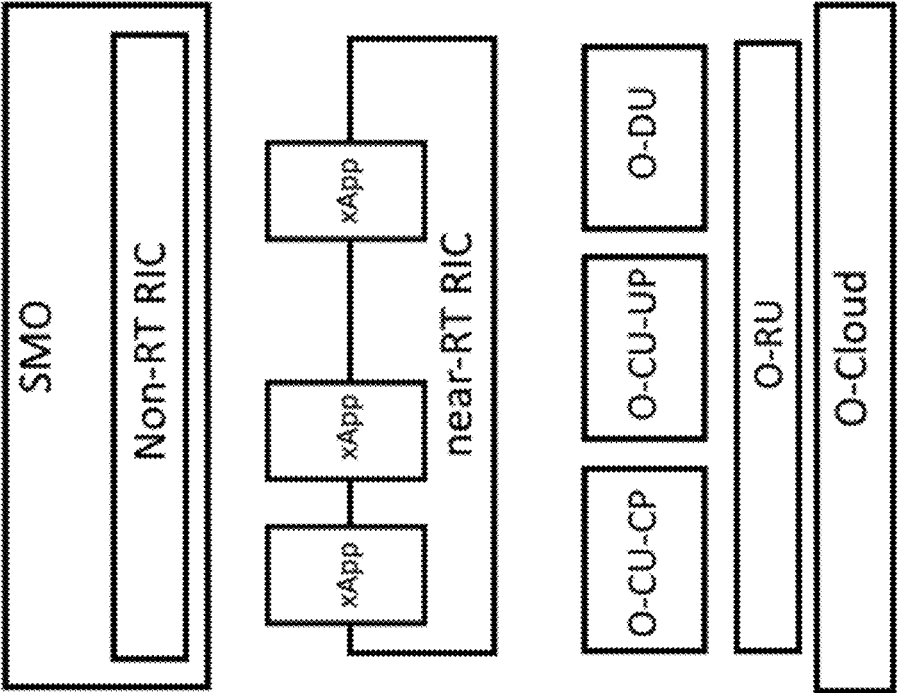 SMO
Non-RT RIC
xApp
xApp
xApp
near-RT RIC
O-CU-CP
O-CU-UP
O-DU
O-RU
O-Cloud